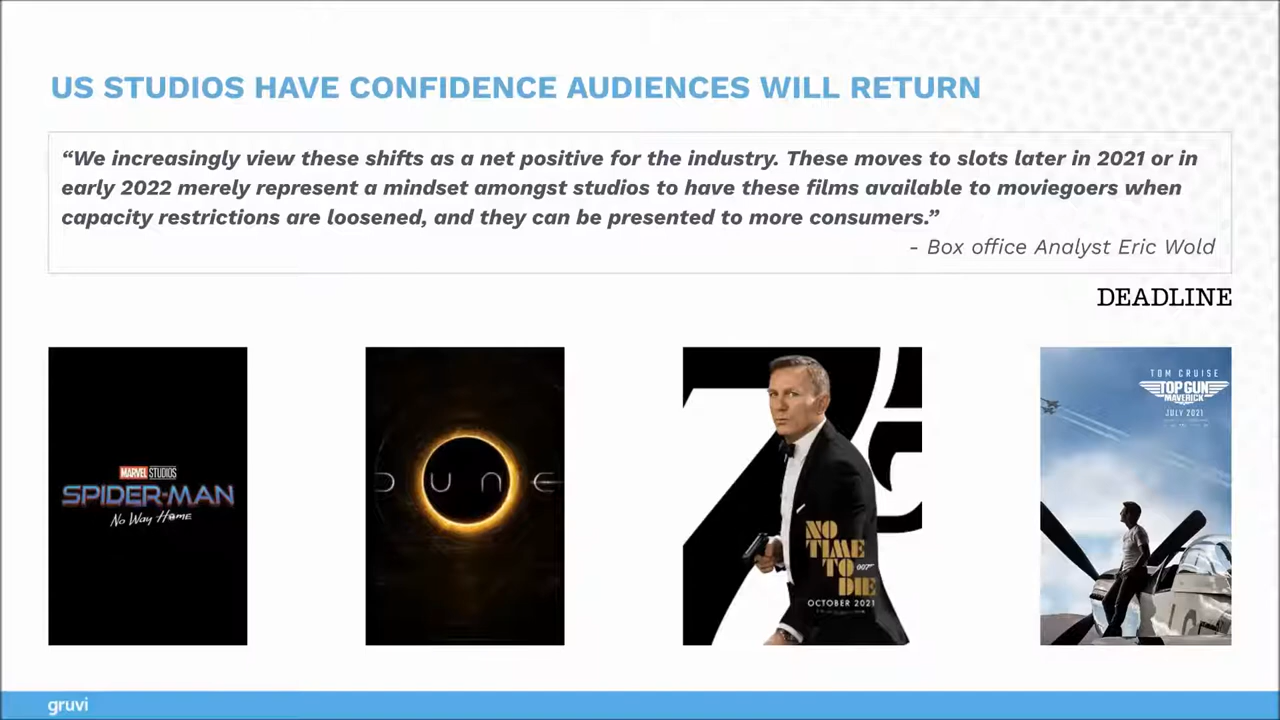 US STUDIOS HAVE CONFIDENCE AUDIENCES WILL RETURN
“We increasingly view these shifts as a net positive for the industry. These moves to slots later in 2021 or in
early 2022 merely represent a mindset amongst studios to have these films available to moviegoers when
capacity restrictions are loosened, and they can be presented to more consumers.”
- Box office Analyst Eric Wold
DEADLINE
MARVEL STUDIOS
SPIDER-MAN
No Way Home
DUNE
NO
TIME
TO
007
DIE
OCTOBER 2021
TOM CRUISE
TOP GUN
MAVERICK
JULY 2021
gruvi